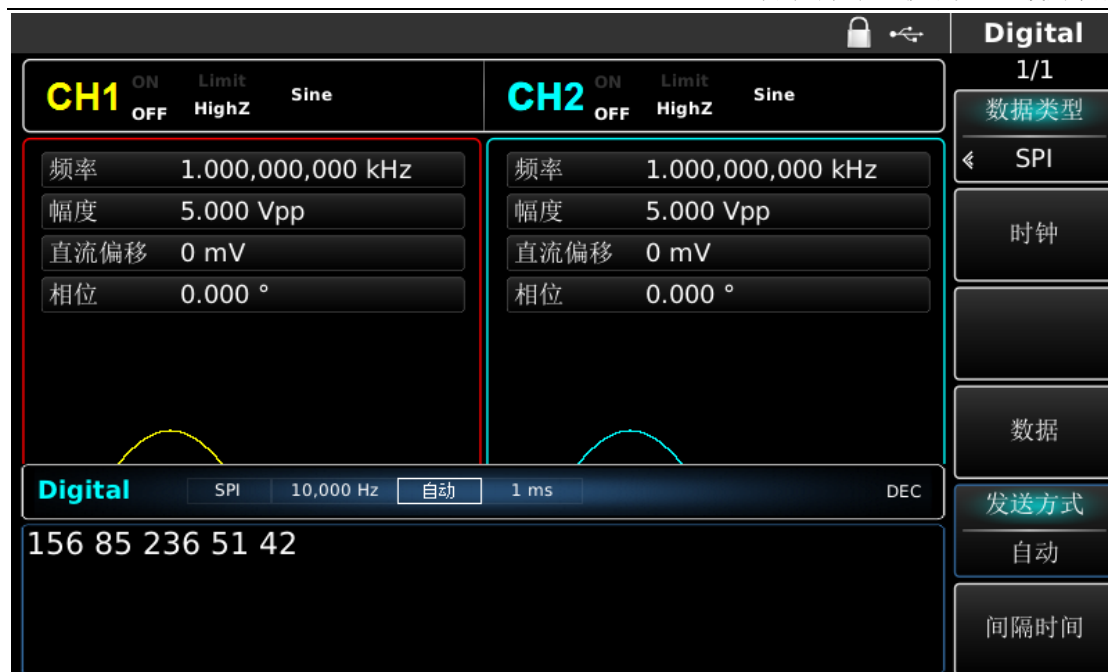 Digital
1/1
CH1 ON OFF Limit HighZ Sine
CH2 ON OFF Limit HighZ Sine
频率 1.000,000,000 kHz
幅度 5.000 Vpp
直流偏移 0 mV
相位 0.000 °
频率 1.000,000,000 kHz
幅度 5.000 Vpp
直流偏移 0 mV
相位 0.000 °
Digital SPI 10,000 Hz 自动 1 ms DEC
156 85 236 51 42
数据类型
SPI
时钟
数据
发送方式
自动
间隔时间